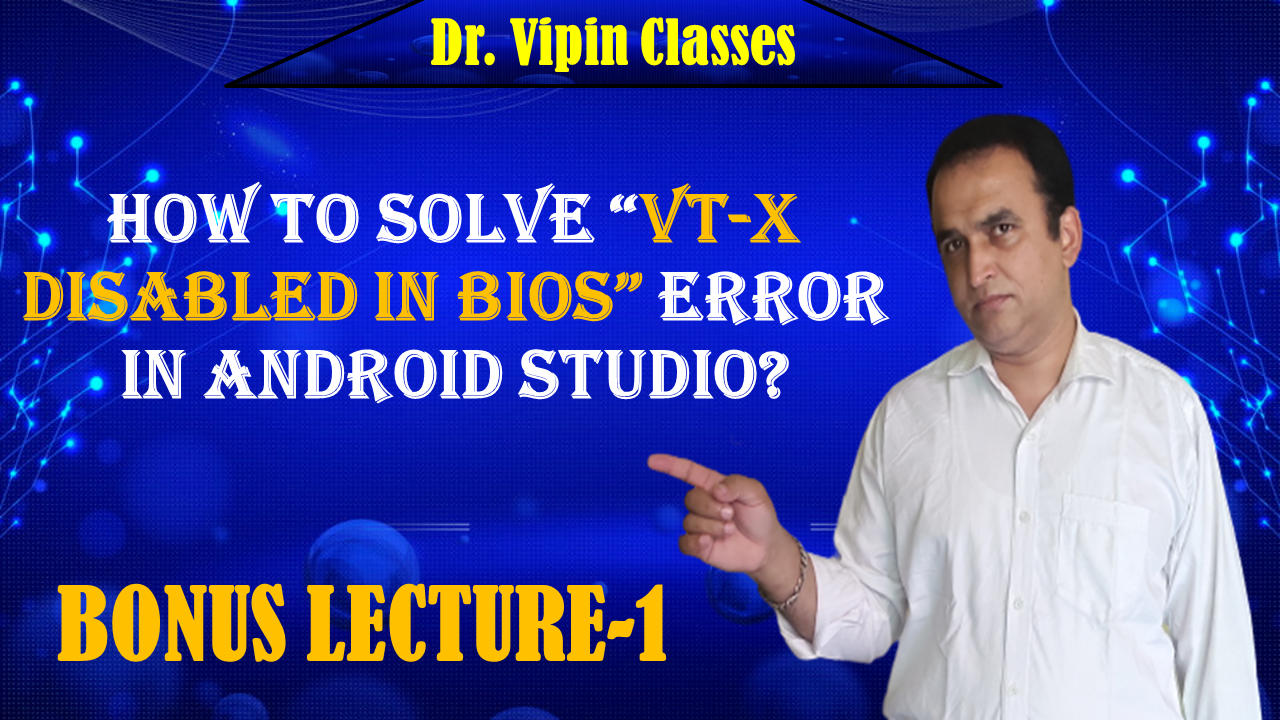 Dr. Vipin Classes
HOW TO SOLVE “VT-X
DISABLED IN BIOS” ERROR
IN ANDROID STUDIO?
BONUS LECTURE-1